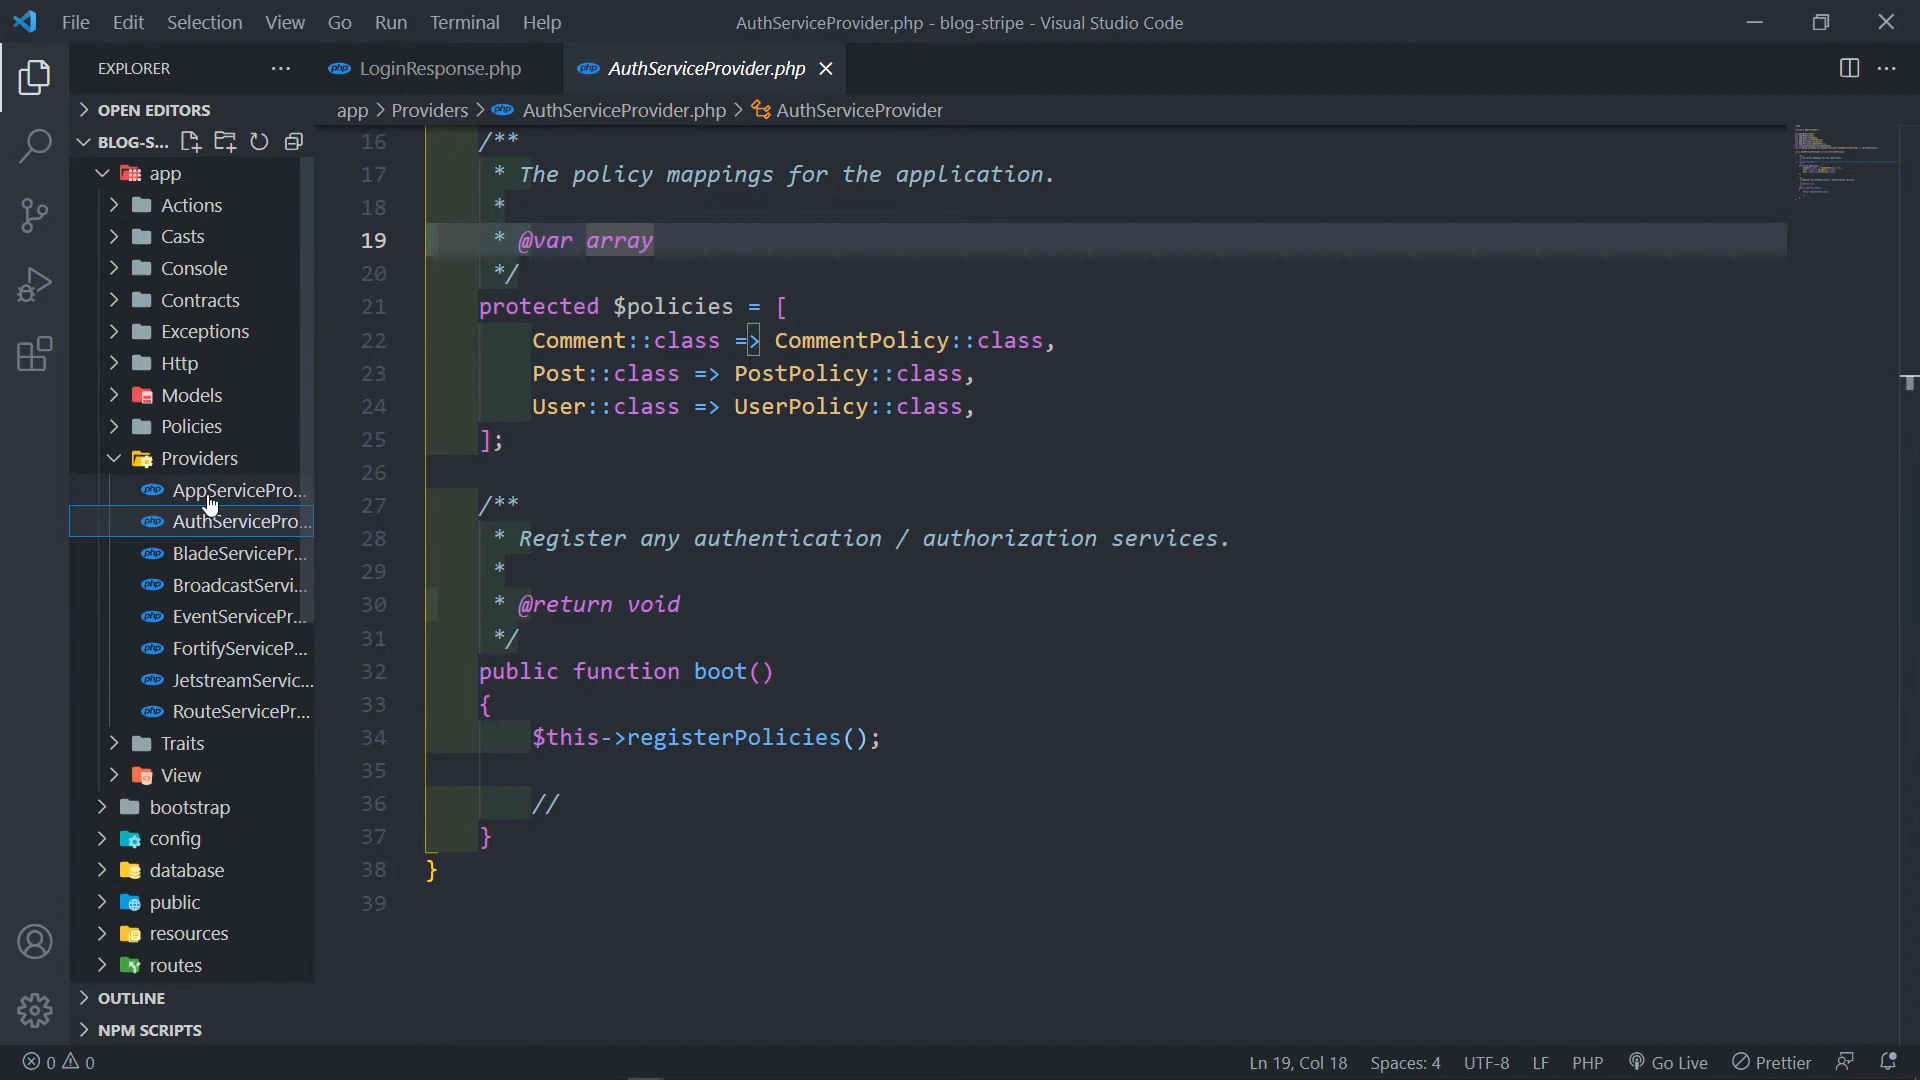 File Edit Selection View Go Run Terminal Help
AuthServiceProvider.php - blog-stripe - Visual Studio Code
EXPLORER
OPEN EDITORS
BLOG-S...
app
Actions
Casts
Console
Contracts
Exceptions
Http
Models
Policies
Providers
AppServicePro...
AuthServicePro...
BladeServicePr...
BroadcastServi...
EventServicePr...
FortifyServiceP...
JetstreamServic...
RouteServicePr...
Traits
View
bootstrap
config
database
public
resources
routes
OUTLINE
NPM SCRIPTS
php LoginResponse.php php AuthServiceProvider.php
app > Providers > php AuthServiceProvider.php > AuthServiceProvider
16 /**
17 * The policy mappings for the application.
18 *
19 * @var array
20 */
21 protected $policies = [
22 Comment::class => CommentPolicy::class,
23 Post::class => PostPolicy::class,
24 User::class => UserPolicy::class,
25 ];
26
27 /**
28 * Register any authentication / authorization services.
29 *
30 * @return void
31 */
32 public function boot()
33 {
34 $this->registerPolicies();
35
36 //
37 }
38 }
39
0 0
Ln 19, Col 18 Spaces: 4 UTF-8 LF PHP Go Live Prettier